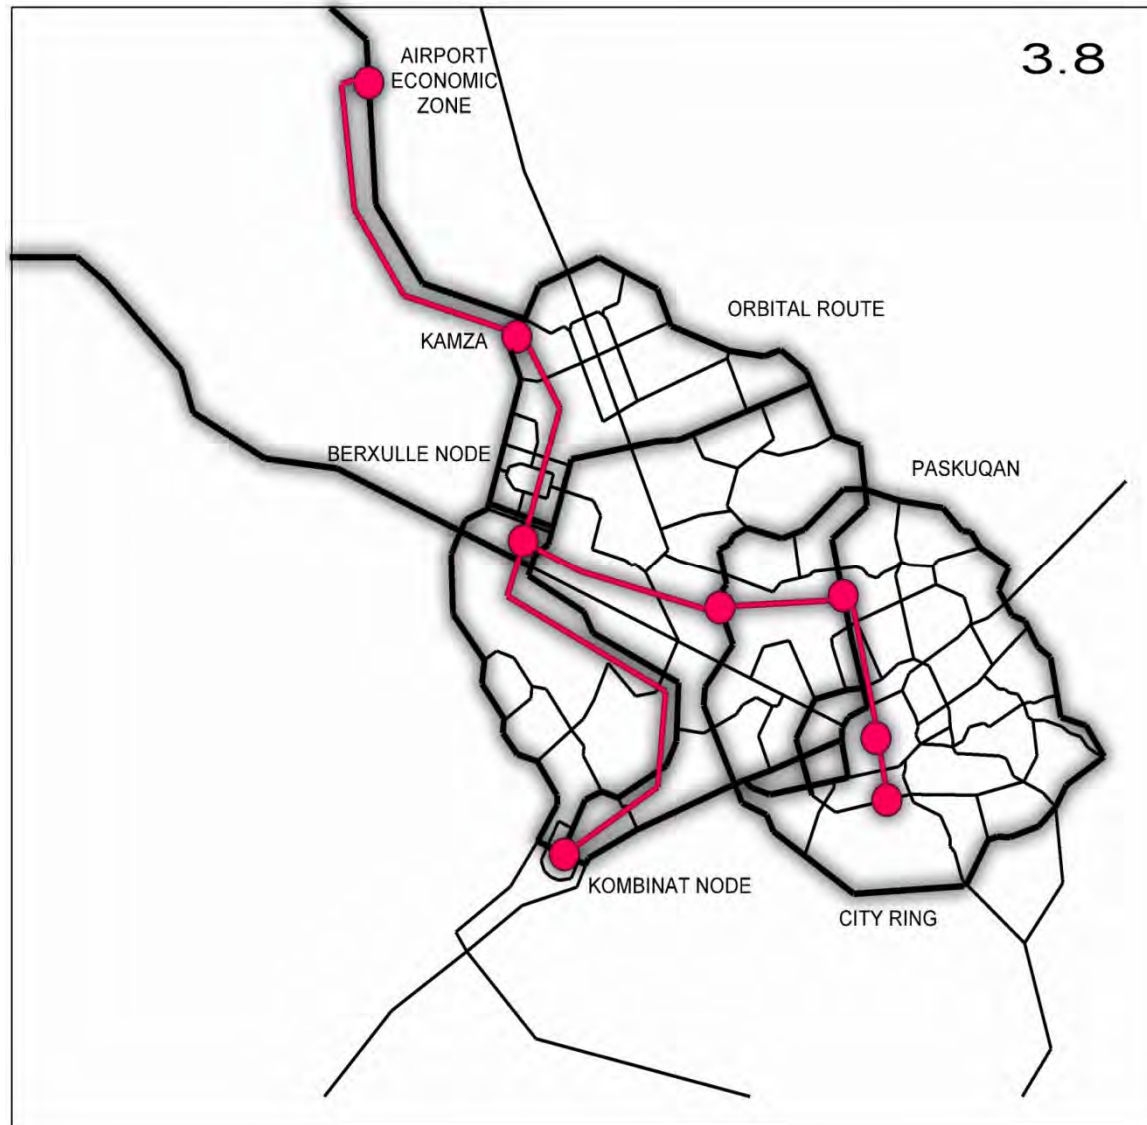 3.8
AIRPORT
ECONOMIC
ZONE
ORBITAL ROUTE
KAMZA
BERXULLE NODE
PASKUQAN
KOMBINAT NODE
CITY RING